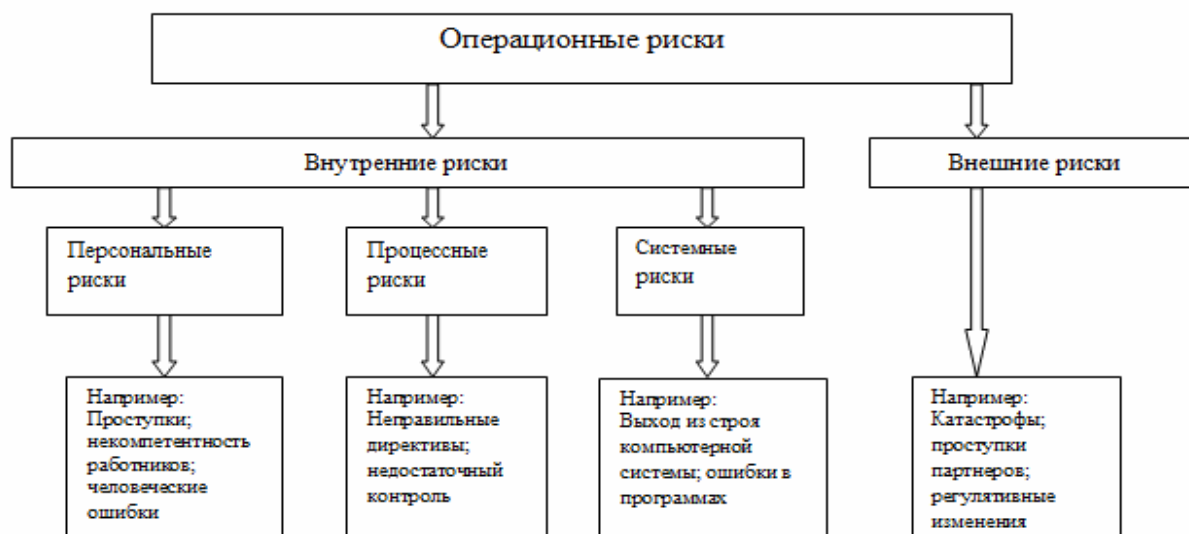 Операционные риски
Внутренние риски
Внешние риски
Персональные
риски
Процессные
риски
Системные
риски
Например:
Проступки;
некомпетентность
работников;
человеческие
ошибки
Например:
Неправильные
директивы;
недостаточный
контроль
Например:
Выход из строя
компьютерной
системы; ошибки в
программах
Например:
Катастрофы;
проступки
партнеров;
регулятивные
изменения